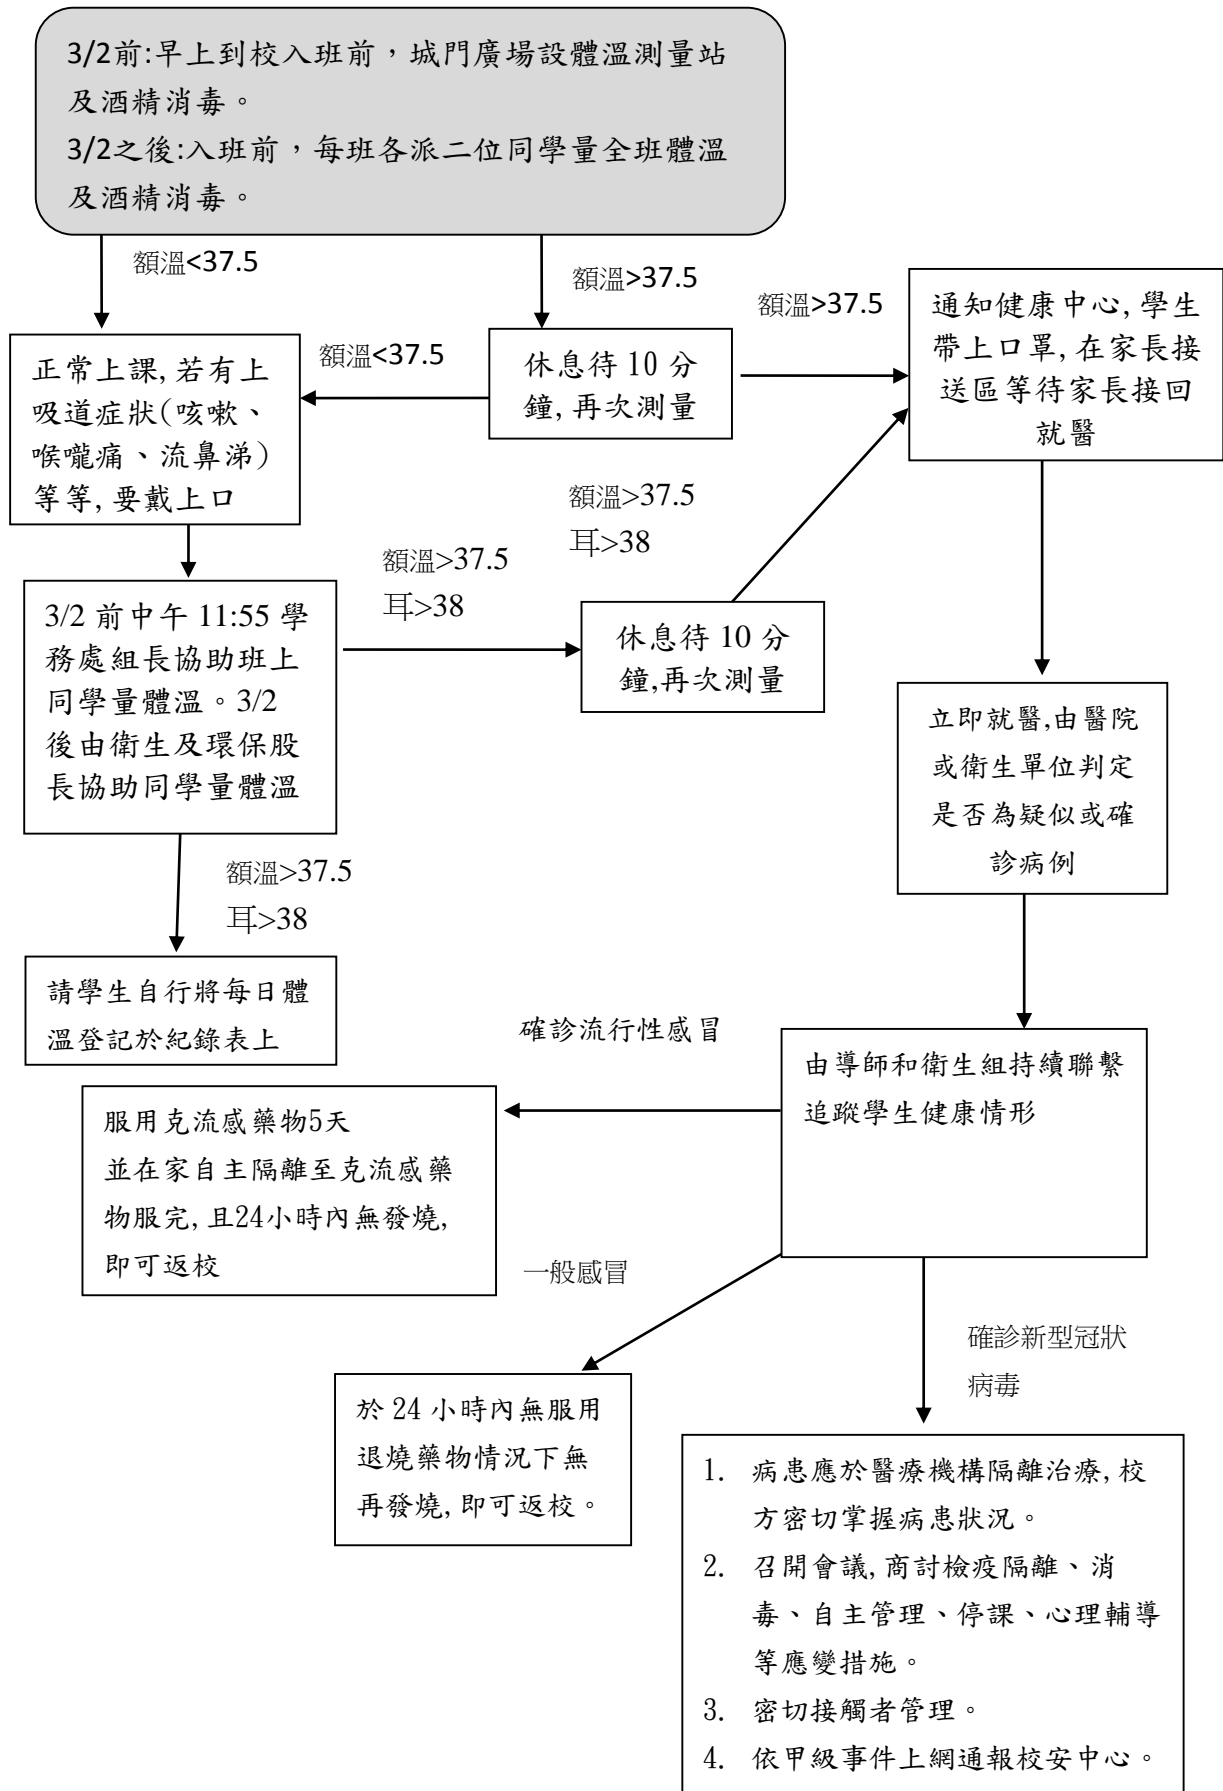 3/2前:早上到校入班前，城門廣場設體溫測量站
及酒精消毒。
3/2之後:入班前，每班各派二位同學量全班體溫
及酒精消毒。
額溫<37.5
額溫>37.5
額溫>37.5
額溫<37.5
通知健康中心,學生
帶上口罩,在家長接
送區等待家長接回
就醫
休息待 10 分
鐘,再次測量
正常上課,若有上
吸道症狀(咳嗽、
喉嚨痛、流鼻涕)
等等,要戴上口
額溫>37.5
耳>38
額溫>37.5
耳>38
3/2 前中午 11:55 學
務處組長協助班上
同學量體溫。3/2
後由衛生及環保股
長協助同學量體溫
休息待 10 分
鐘,再次測量
立即就醫,由醫院
或衛生單位判定
是否為疑似或確
診病例
額溫>37.5
耳>38
請學生自行將每日體
溫登記於紀錄表上
確診流行性感冒
由導師和衛生組持續聯繫
追蹤學生健康情形
服用克流感藥物5天
並在家自主隔離至克流感藥
物服完,且24小時內無發燒,
即可返校
一般感冒
確診新型冠狀
病毒
於 24 小時內無服用
退燒藥物情況下無
再發燒,即可返校。
1. 病患應於醫療機構隔離治療,校
方密切掌握病患狀況。
2. 召開會議,商討檢疫隔離、消
毒、自主管理、停課、心理輔導
等應變措施。
3. 密切接觸者管理。
4. 依甲級事件上網通報校安中心。